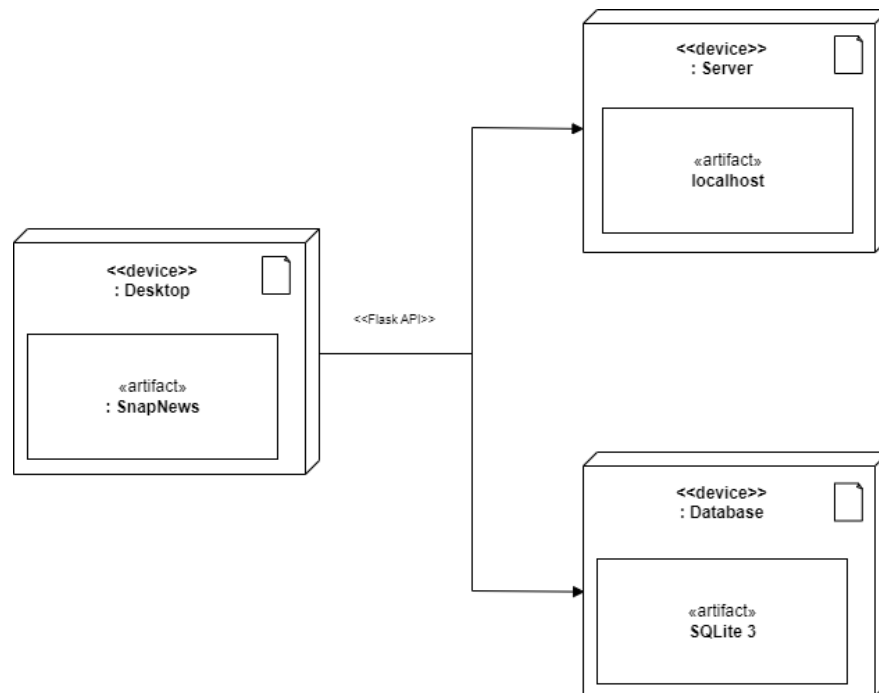 <<device>>
: Server
«artifact»
localhost
<<device>>
: Desktop
«artifact»
: SnapNews
<<Flask API>>
<<device>>
: Database
«artifact»
SQLite 3